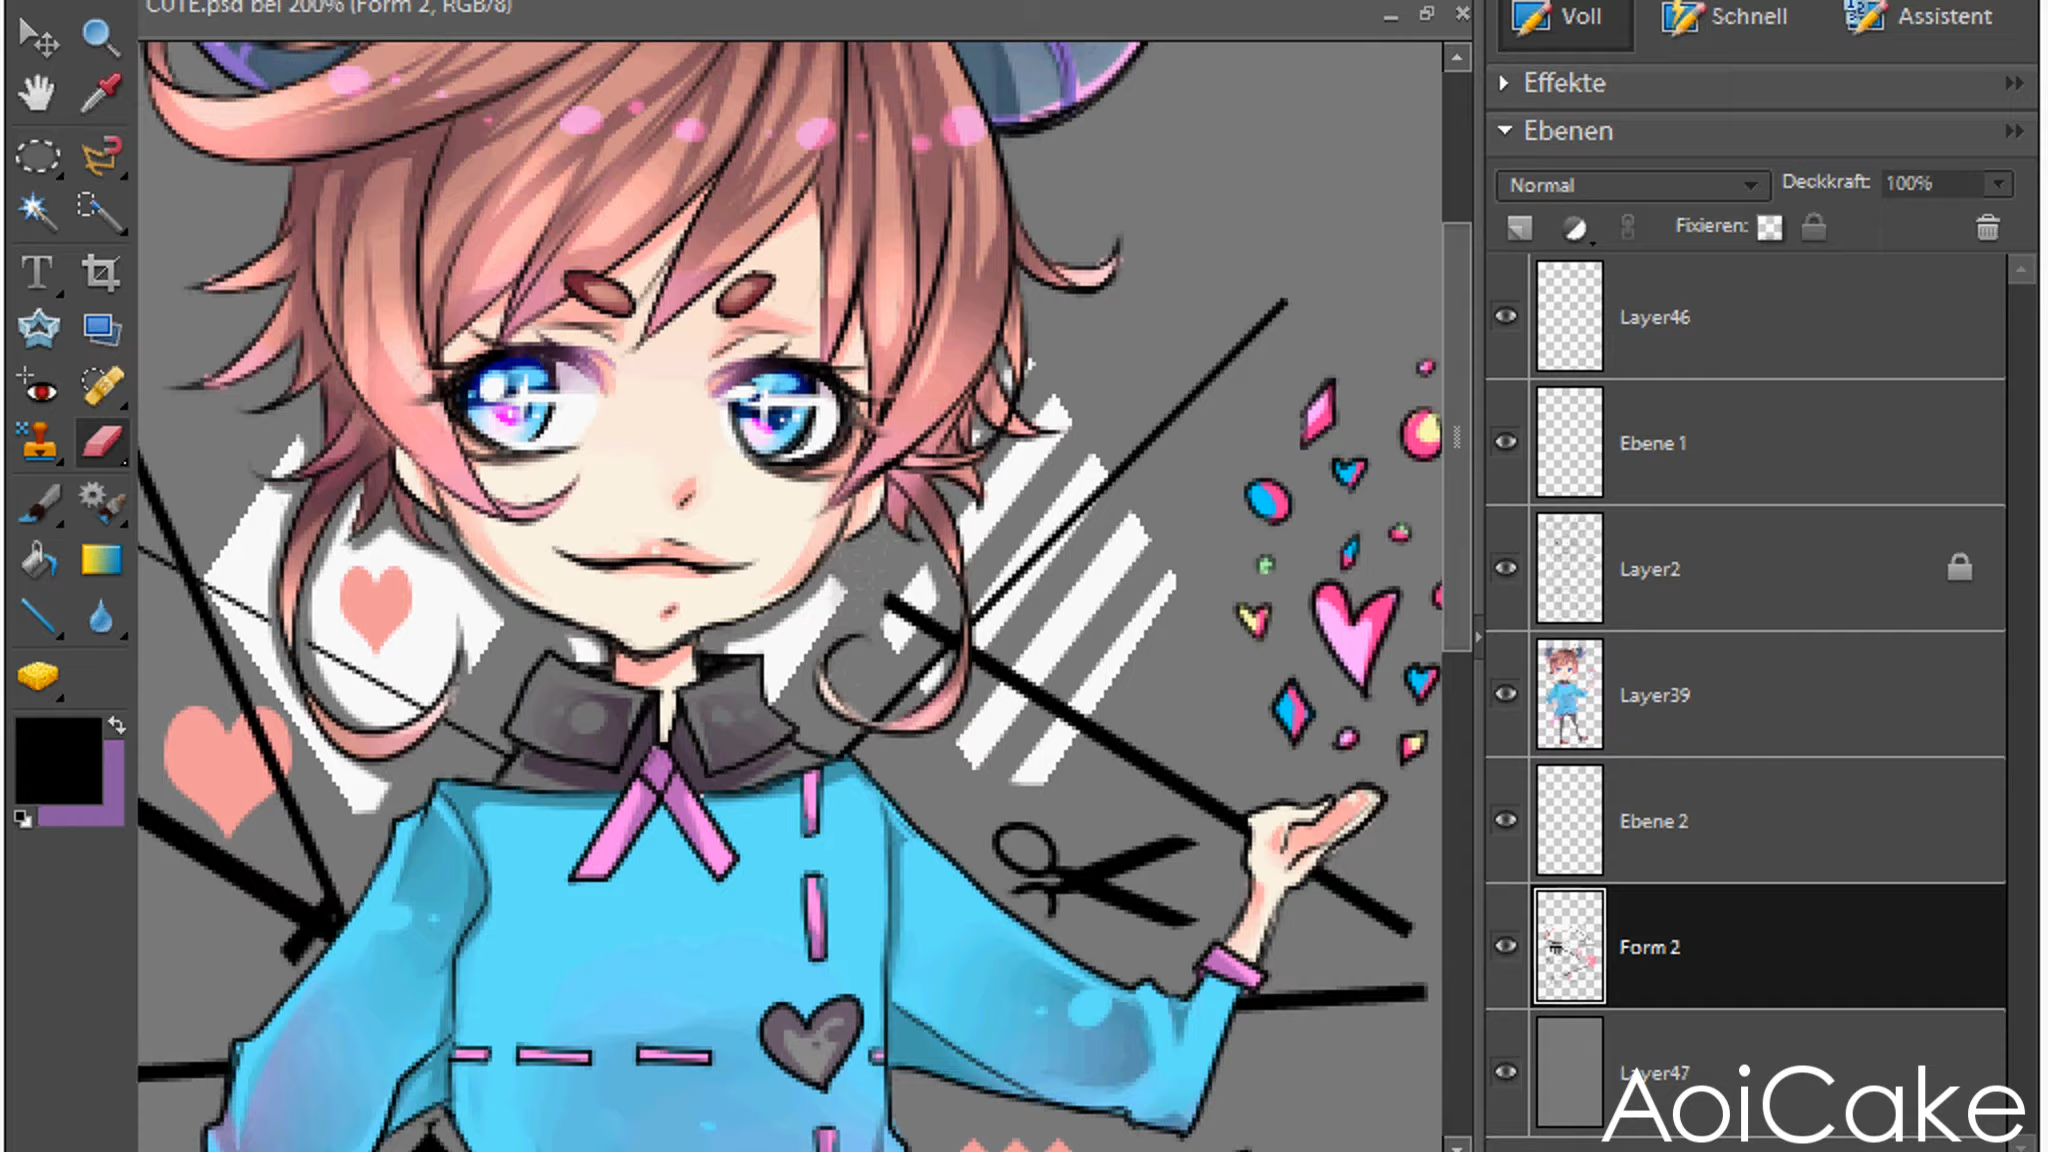 CUTE.psd bei 200% (Form 2, RGB/8)
Voll Schnell Assistent
Effekte
Ebenen
Normal Deckkraft: 100%
Fixieren:
Layer46
Ebene 1
Layer2
Layer39
Ebene 2
Form 2
Layer47
AoiCake